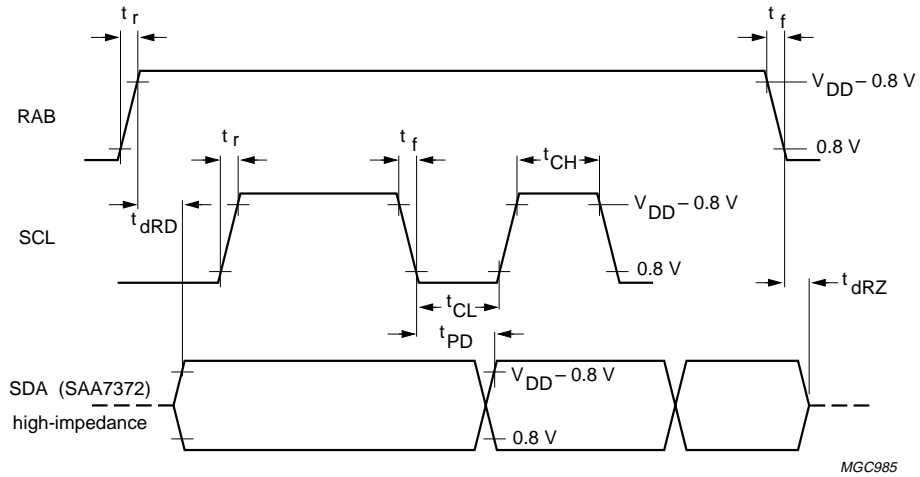 t r
t f
RAB
V DD – 0.8 V
0.8 V
t r
t f
t CH
t dRD
V DD – 0.8 V
SCL
0.8 V
t dRZ
t CL
t PD
SDA (SAA7372)
V DD – 0.8 V
high-impedance
0.8 V
MGC985